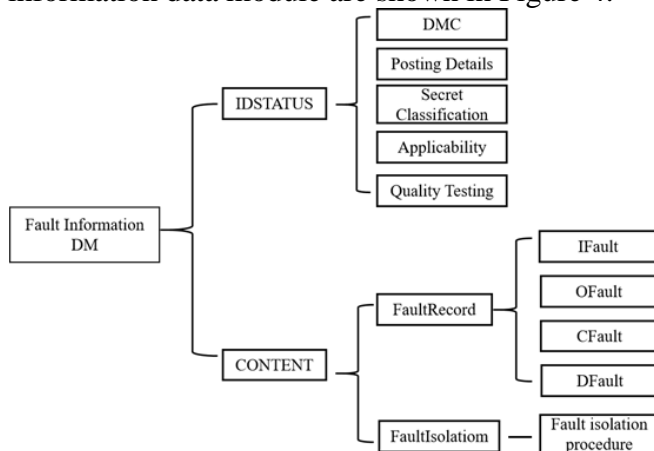 information data module are shown in Figure
DMC
Posting Details
IDSTATUS
Secret
Classification
Applicability
Quality Testing
Fault Information
DM
IFault
OFault
FaultRecord
CFault
CONTENT
DFault
FaultIsolatiom
Fault isolation
procedure